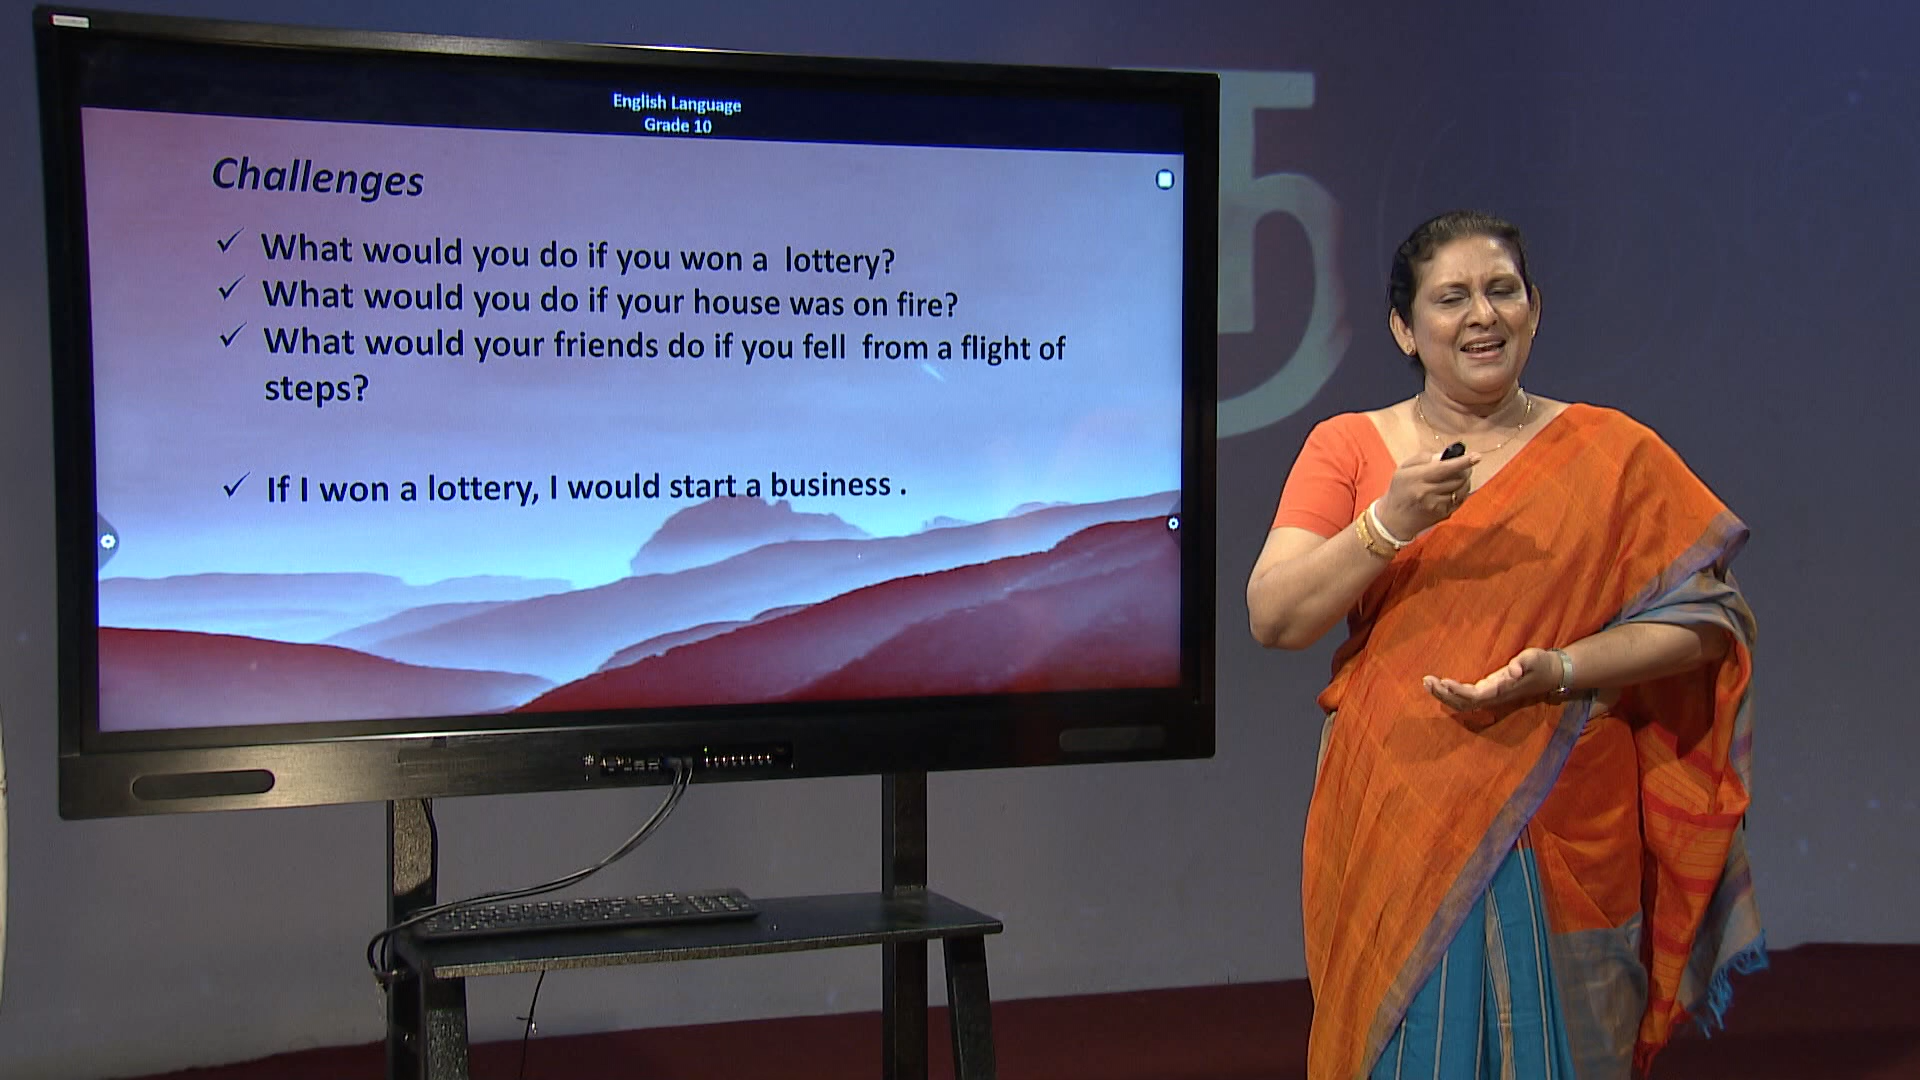 English Language
Grade 10
Challenges
✓ What would you do if you won a lottery?
✓ What would you do if your house was on fire?
✓ What would your friends do if you fell from a flight of
steps?
✓ If I won a lottery, I would start a business .